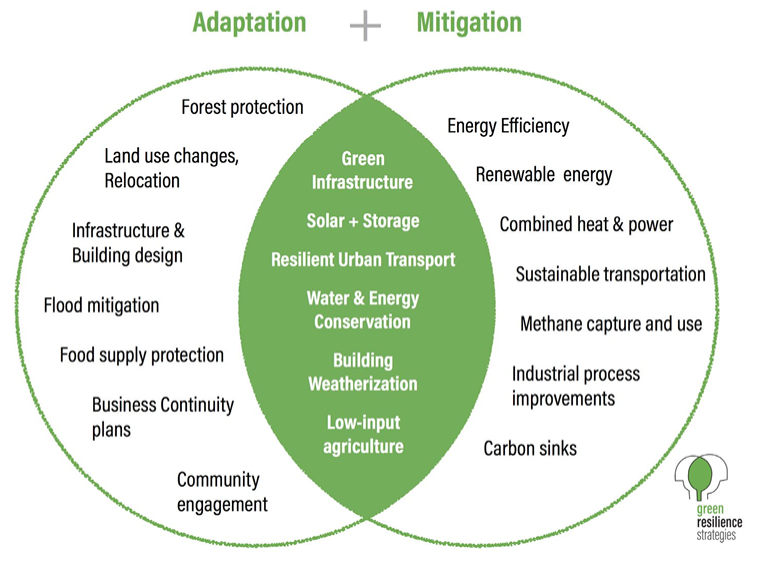 Adaptation + Mitigation
Forest protection
Land use changes,
Relocation
Infrastructure &
Building design
Flood mitigation
Food supply protection
Business Continuity
plans
Community
engagement
Green
Infrastructure
Solar + Storage
Resilient Urban Transport
Water & Energy
Conservation
Building
Weatherization
Low-input
agriculture
Energy Efficiency
Renewable energy
Combined heat & power
Sustainable transportation
Methane capture and use
Industrial process
improvements
Carbon sinks
green
resilience
strategies